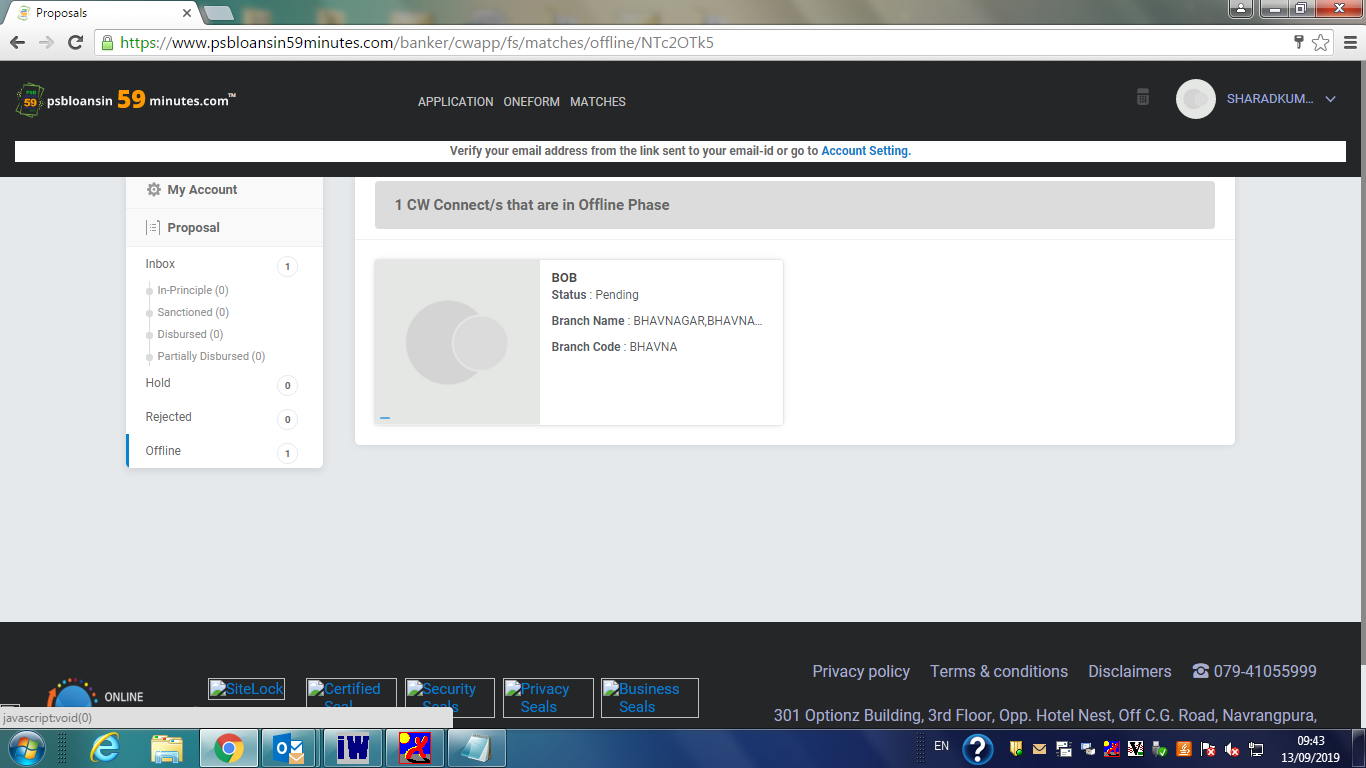 Proposals
https://www.psbloansin59minutes.com/banker/cwapp/fs/matches/offline/NTc2OTk5
PSB 59 psbloansin 59 minutes.com™
APPLICATION ONEFORM MATCHES
SHARADKUM...
Verify your email address from the link sent to your email-id or go to Account Setting.
My Account
1 CW Connect/s that are in Offline Phase
Proposal
Inbox 1
In-Principle (0)
Sanctioned (0)
Disbursed (0)
Partially Disbursed (0)
Hold 0
Rejected 0
Offline 1
BOB
Status : Pending
Branch Name : BHAVNAGAR,BHAVNA...
Branch Code : BHAVNA
Privacy policy Terms & conditions Disclaimers 079-41055999
ONLINE
SiteLock
Certified
Seal
Security
Seals
Privacy
Seals
Business
Seals
301 Optionz Building, 3rd Floor, Opp. Hotel Nest, Off C.G. Road, Navrangpura,
javascript:void(0)
iW
EN
09:43
13/09/2019